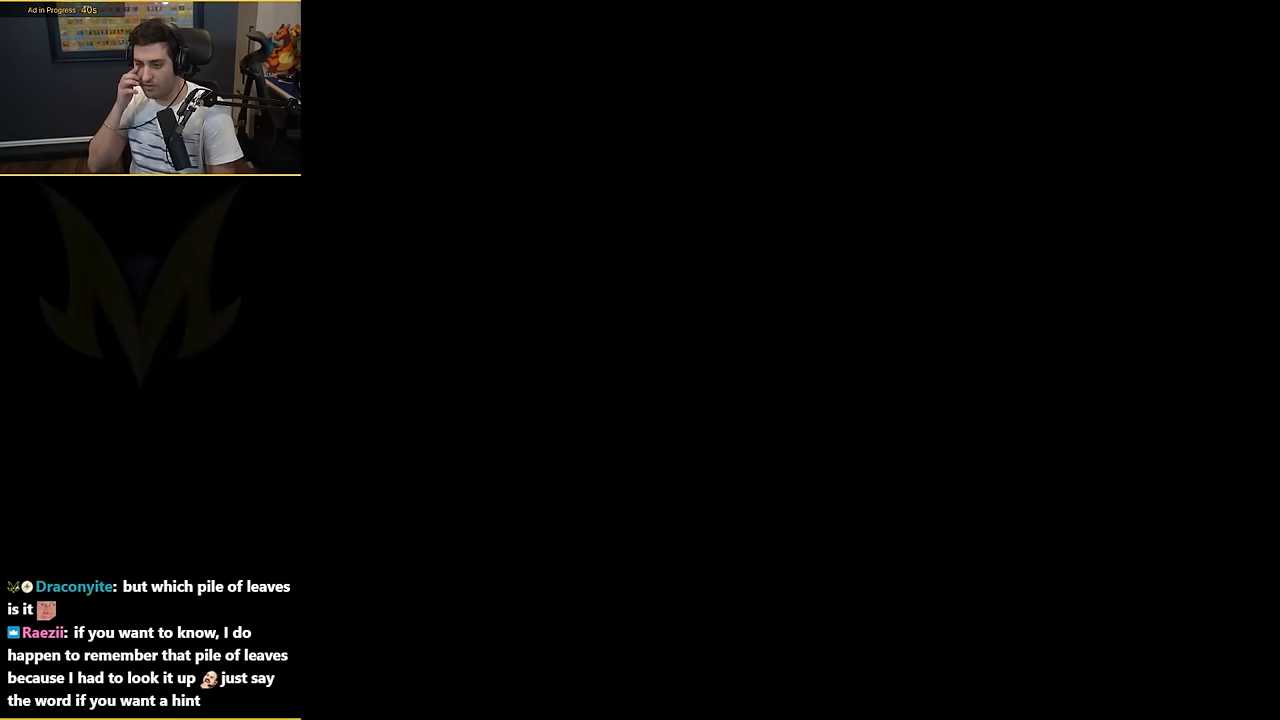 Ad in Progress 40s
Draconyite: but which pile of leaves
is it
Raezii: if you want to know, I do
happen to remember that pile of leaves
because I had to look it up just say
the word if you want a hint